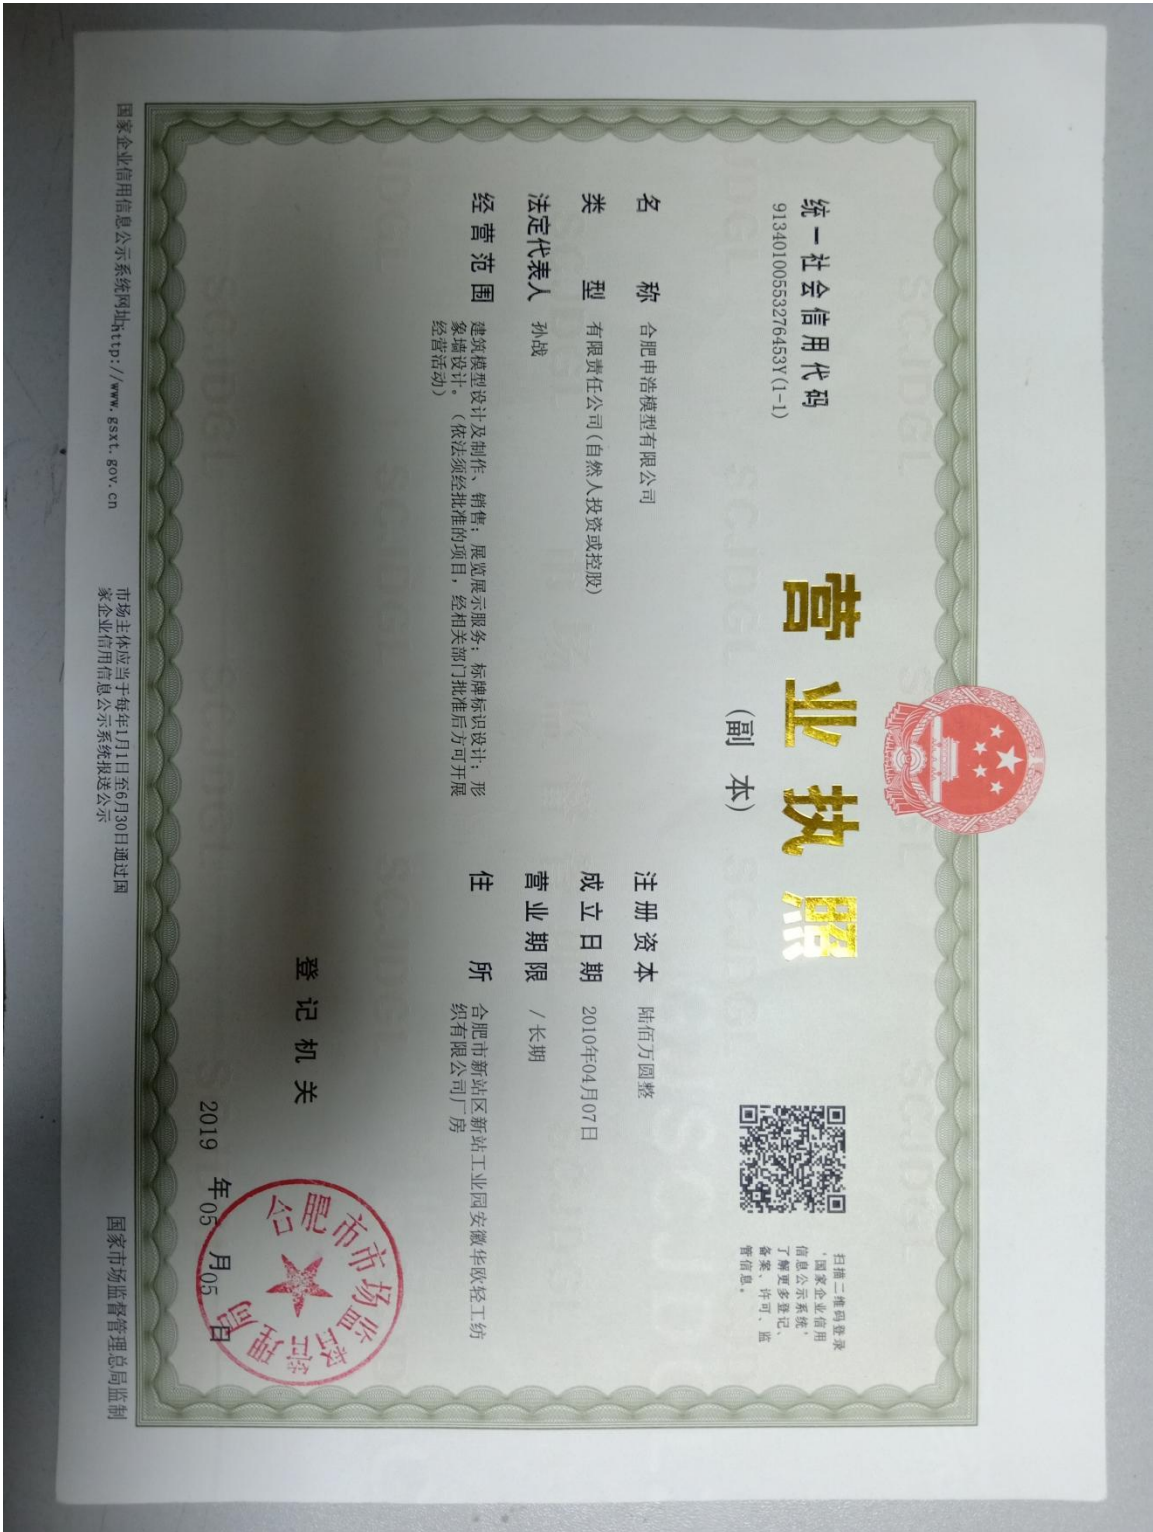 统一社会信用代码
91340100553276453Y(1-1)
营业执照
(副 本)
扫描二维码登录
'国家企业信用
信息公示系统'
了解更多登记、
备案、许可、监
管信息。
名 称 合肥申浩模型有限公司
类 型 有限责任公司(自然人投资或控股)
法定代表人 孙战
经营范围 建筑模型设计及制作、销售；展览展示服务；标牌标识设计；形
象墙设计。（依法须经批准的项目，经相关部门批准后方可开展
经营活动）
注册资本 陆佰万圆整
成立日期 2010年04月07日
营业期限 / 长期
住 所 合肥市新站区新站工业园安徽华欧轻工纺
织有限公司厂房
登记机关
合肥市市场监督管理局
2019 年05 月05 日
国家企业信用信息公示系统网址:http://www.gsxt.gov.cn
市场主体应当于每年1月1日至6月30日通过国
家企业信用信息公示系统报送公示
国家市场监督管理总局监制